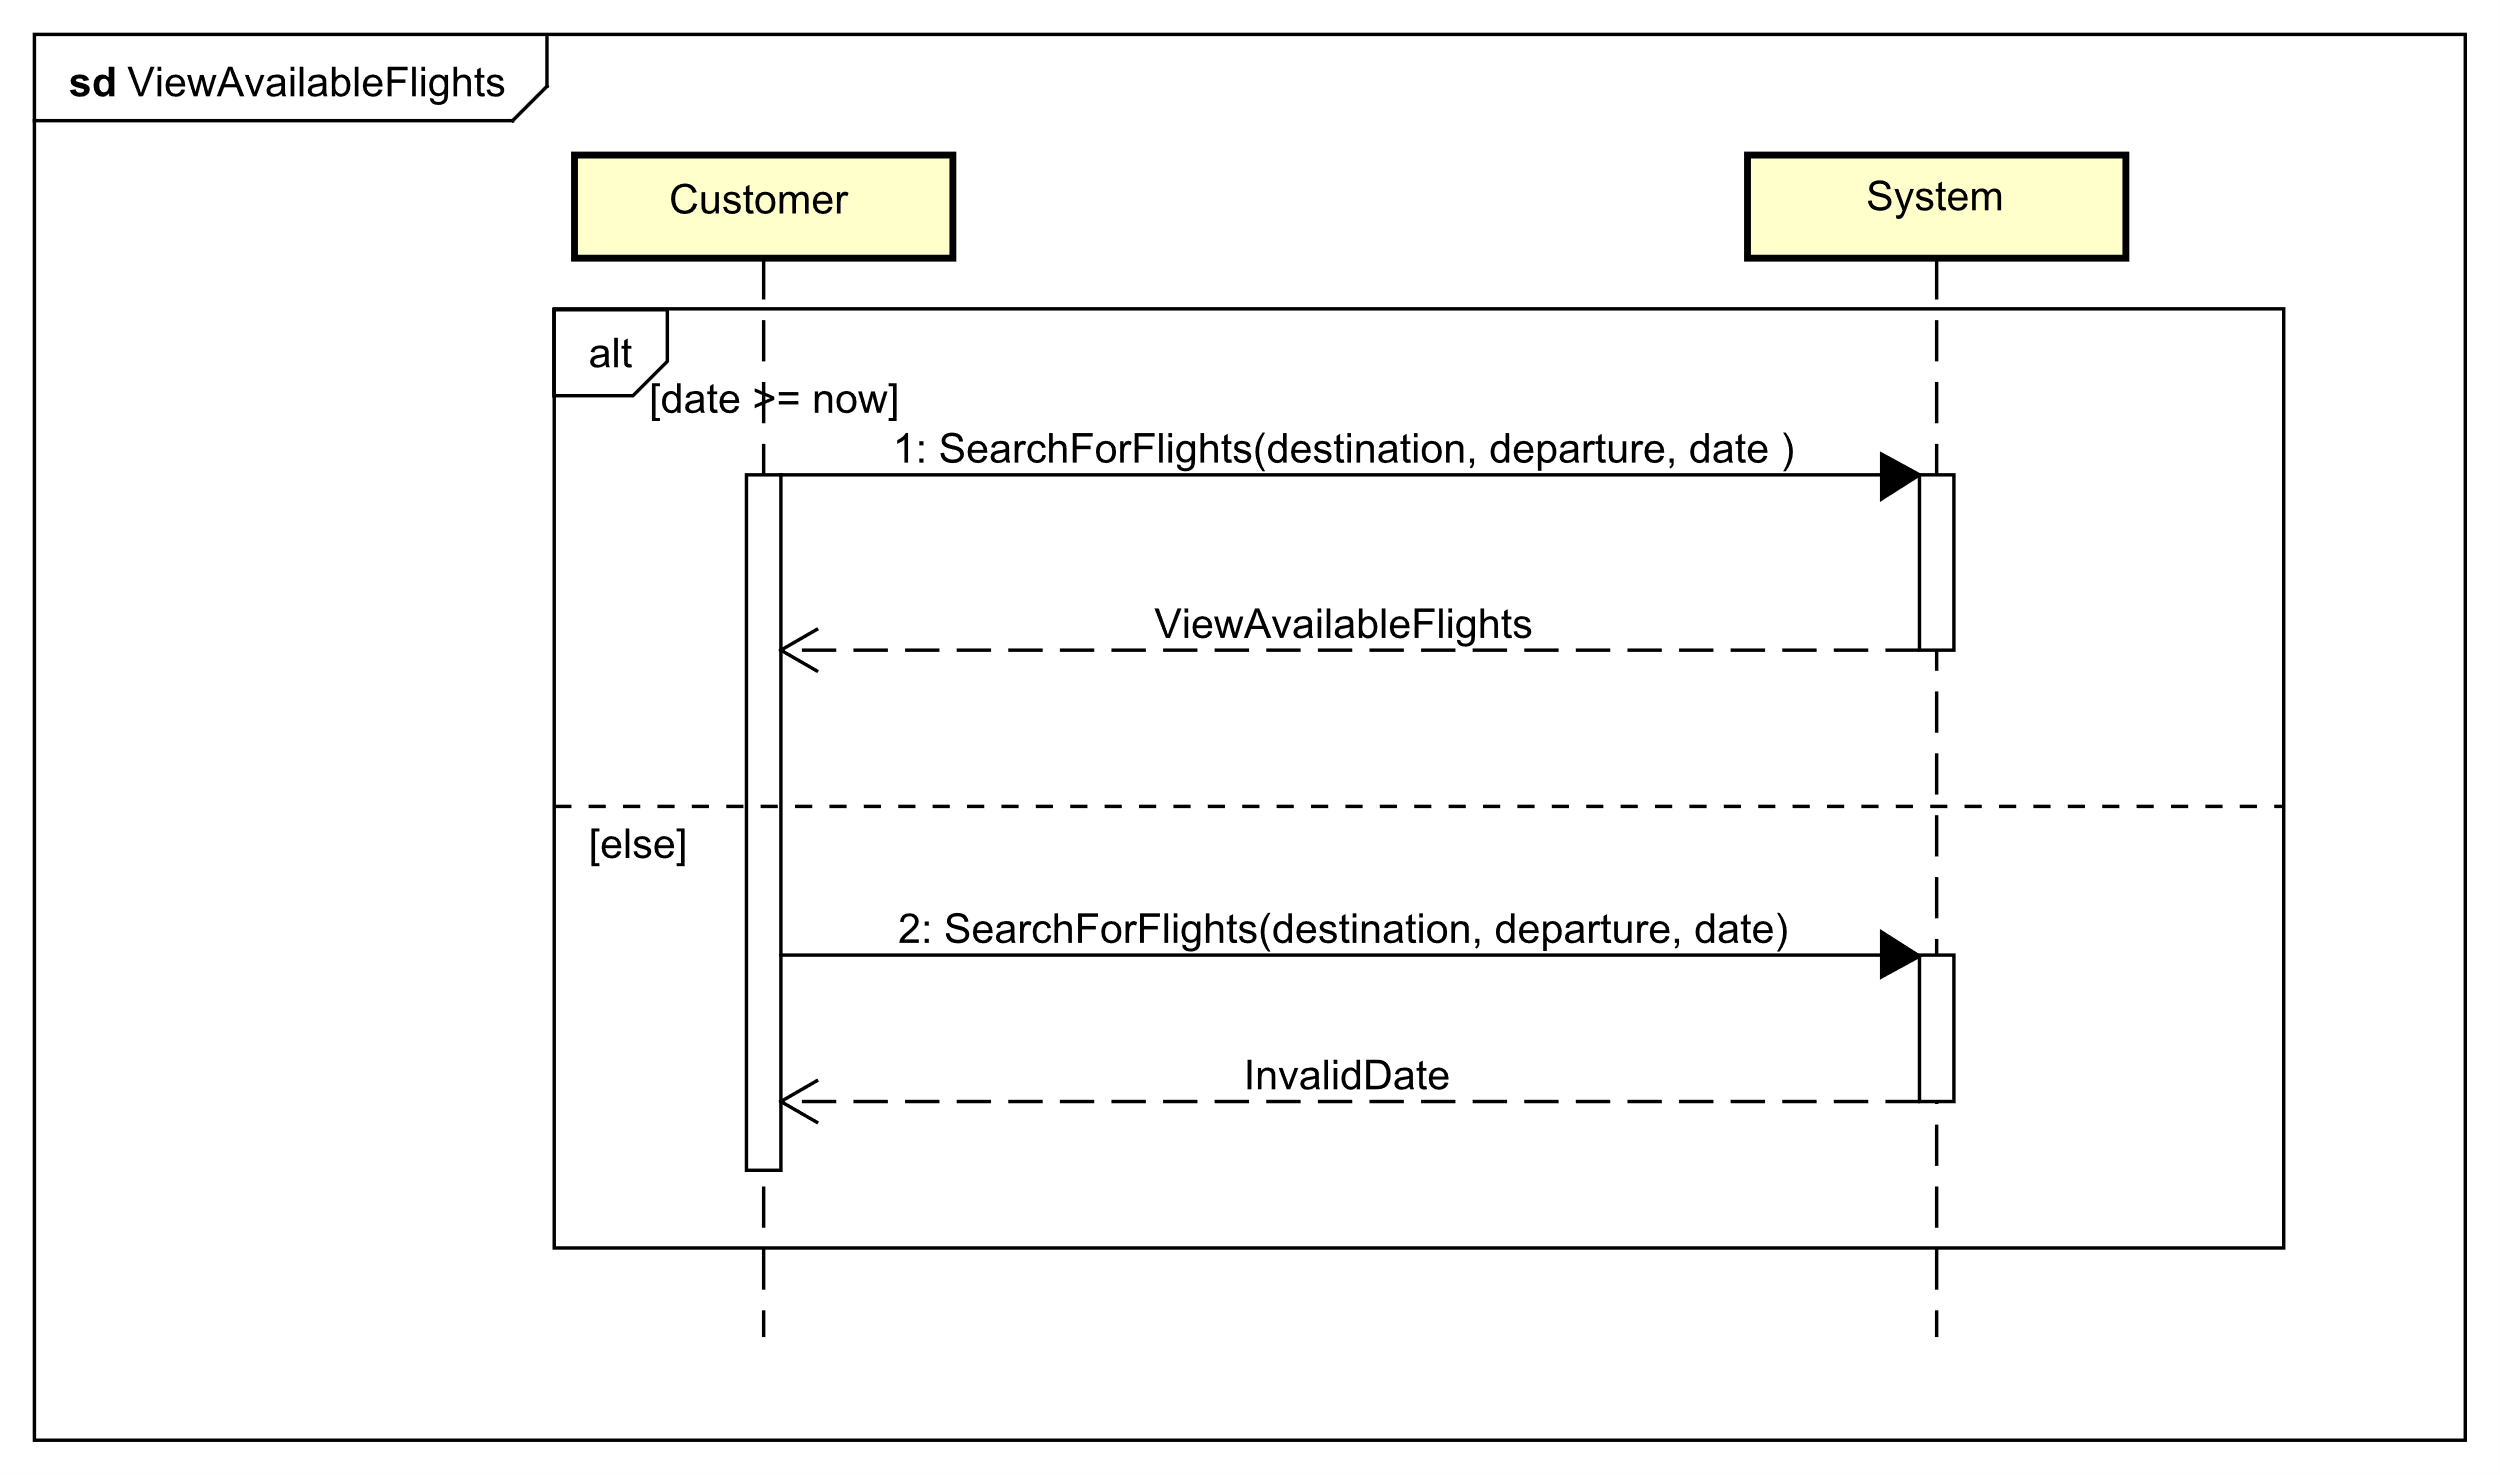 sd ViewAvailableFlights
Customer
System
alt
[date >= now]
1: SearchForFlights(destination, departure, date )
ViewAvailableFlights
[else]
2: SearchForFlights(destination, departure, date)
InvalidDate